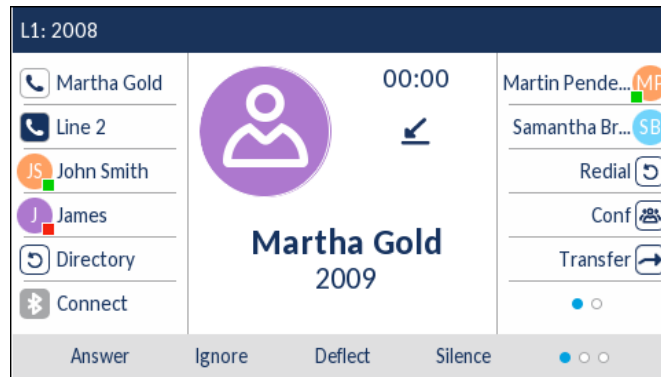 L1: 2008
Martha Gold
Line 2
JS John Smith
J James
Directory
Connect
00:00
Martha Gold
2009
Martin Pende... MP
Samantha Br... SB
Redial
Conf
Transfer
Answer Ignore Deflect Silence